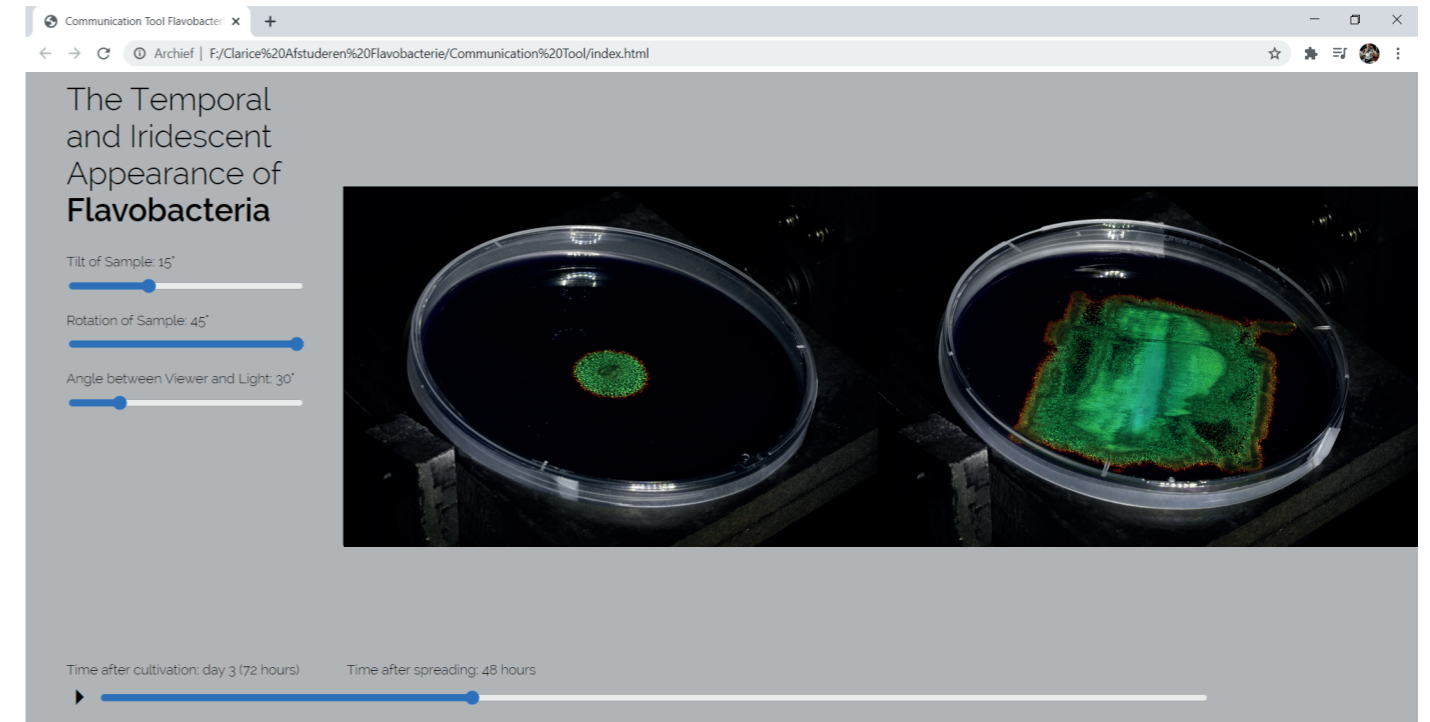 Communication Tool Flavobacter
Archief | F:/Clarice%20Afstuderen%20Flavobacterie/Communication%20Tool/index.html
The Temporal
and Iridescent
Appearance of
Flavobacteria
Tilt of Sample: 15°
Rotation of Sample: 45°
Angle between Viewer and Light: 30°
Time after cultivation: day 3 (72 hours)
Time after spreading: 48 hours